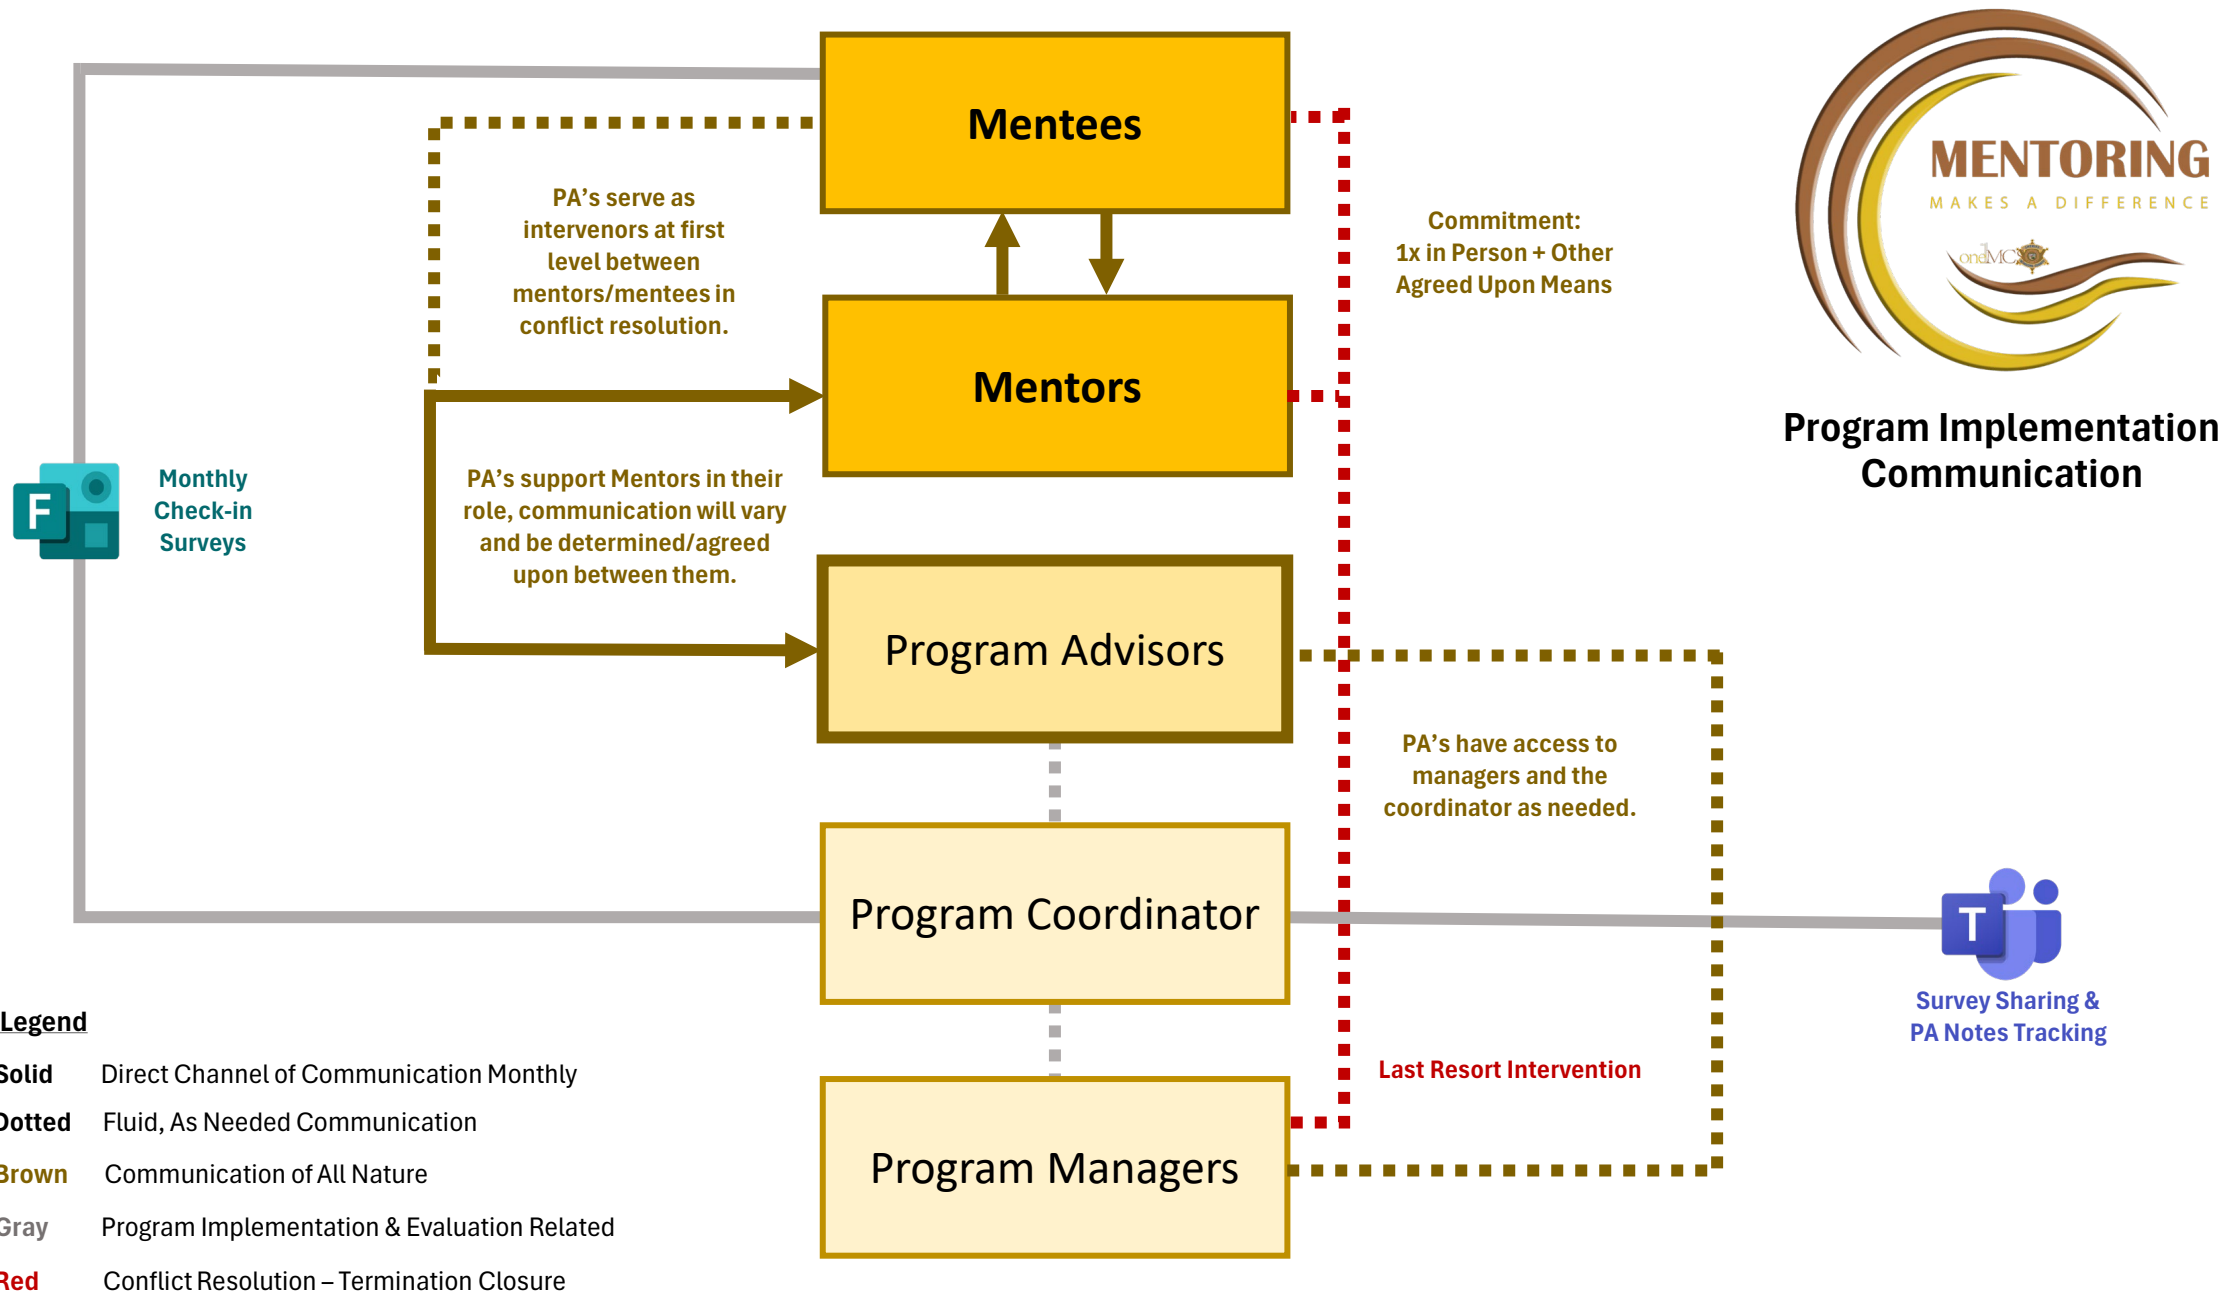 Mentees
MENTORING
MAKES A DIFFERENCE
oneMC
PA's serve as
intervenors at first
level between
mentors/mentees in
conflict resolution.
Commitment:
1x in Person + Other
Agreed Upon Means
Mentors
Program Implementation
Communication
F
Monthly
Check-in
Surveys
PA's support Mentors in their
role, communication will vary
and be determined/agreed
upon between them.
Program Advisors
PA's have access to
managers and the
coordinator as needed.
Program Coordinator
T
Survey Sharing &
PA Notes Tracking
Last Resort Intervention
Program Managers
Legend
Solid Direct Channel of Communication Monthly
Dotted Fluid, As Needed Communication
Brown Communication of All Nature
Gray Program Implementation & Evaluation Related
Red Conflict Resolution – Termination Closure